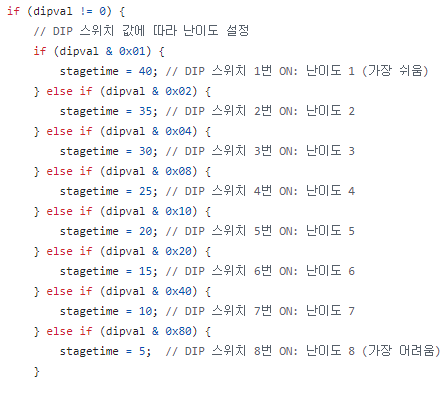 if (dipval != 0) {
// DIP 스위치 값에 따라 난이도 설정
if (dipval & 0x01) {
stagetime = 40; // DIP 스위치 1번 ON: 난이도 1 (가장 쉬움)
} else if (dipval & 0x02) {
stagetime = 35; // DIP 스위치 2번 ON: 난이도 2
} else if (dipval & 0x04) {
stagetime = 30; // DIP 스위치 3번 ON: 난이도 3
} else if (dipval & 0x08) {
stagetime = 25; // DIP 스위치 4번 ON: 난이도 4
} else if (dipval & 0x10) {
stagetime = 20; // DIP 스위치 5번 ON: 난이도 5
} else if (dipval & 0x20) {
stagetime = 15; // DIP 스위치 6번 ON: 난이도 6
} else if (dipval & 0x40) {
stagetime = 10; // DIP 스위치 7번 ON: 난이도 7
} else if (dipval & 0x80) {
stagetime = 5;  // DIP 스위치 8번 ON: 난이도 8 (가장 어려움)
}